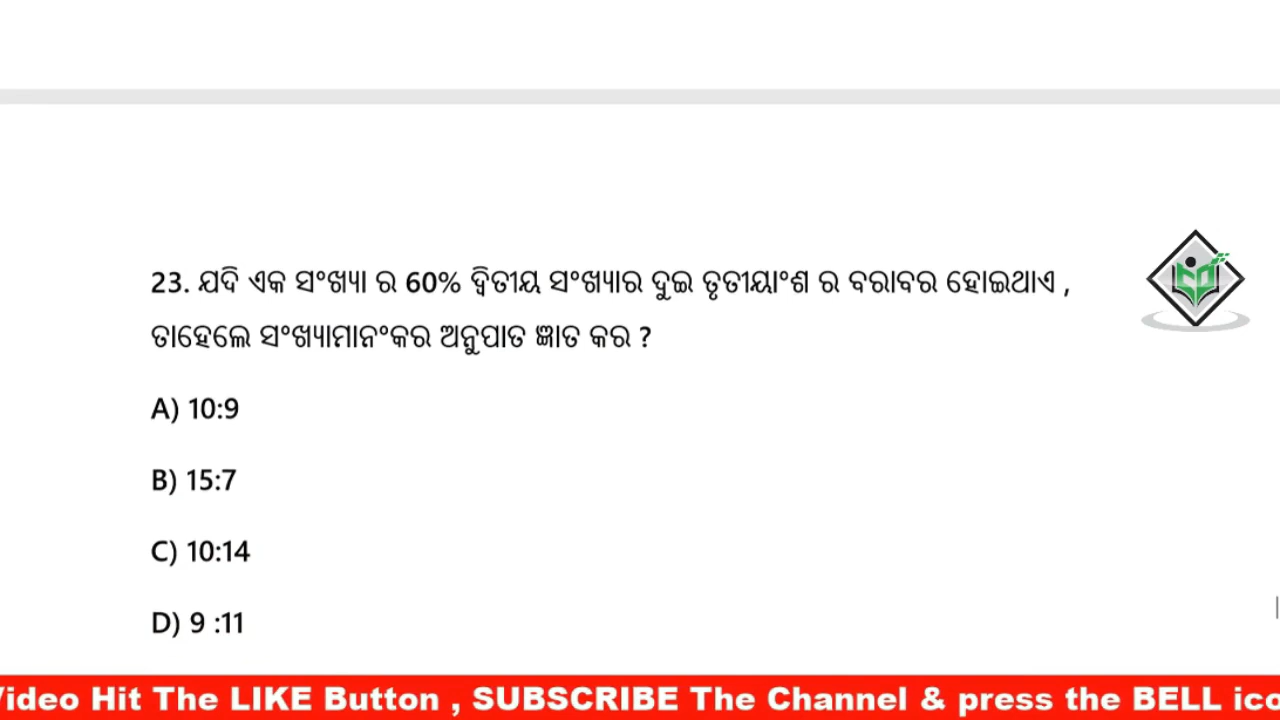 23. ଯଦି ଏକ ସଂଖ୍ୟା ର 60% ଦ୍ଵିତୀୟ ସଂଖ୍ୟାର ଦୁଇ ତୃତୀୟାଂଶ ର ବରାବର ହୋଇଥାଏ ,
ତାହେଲେ ସଂଖ୍ୟାମାନଂକର ଅନୁପାତ ଜ୍ଞାତ କର ?
A) 10:9
B) 15:7
C) 10:14
D) 9 :11
Video Hit The LIKE Button , SUBSCRIBE The Channel & press the BELL ico